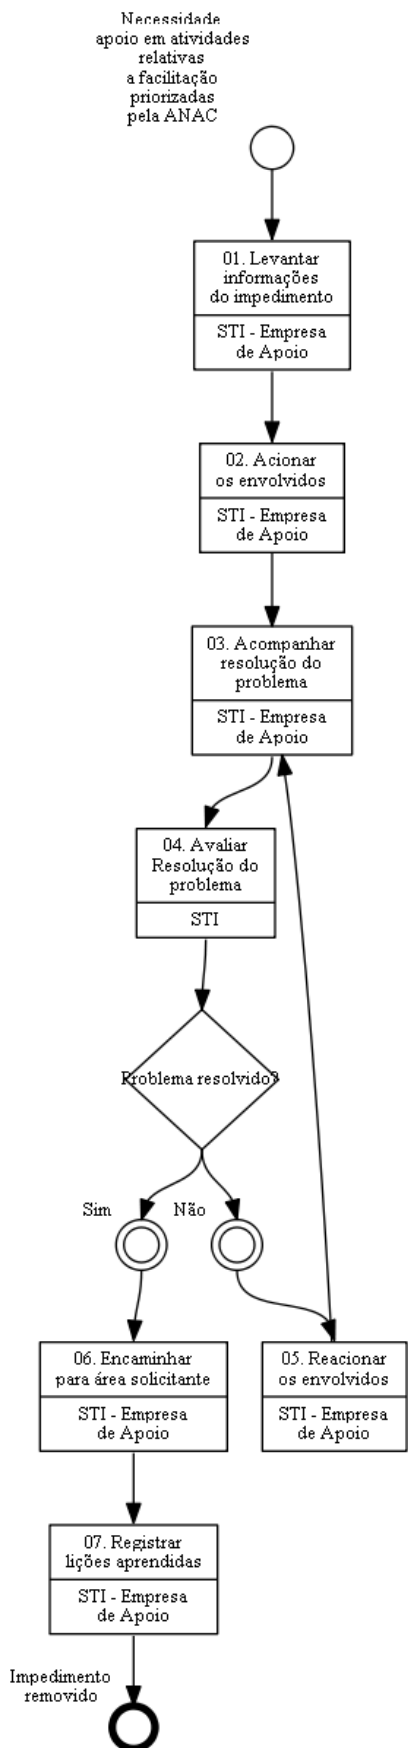 Necessidade
apoio em atividades
relativas
a facilitação
priorizadas
pela ANAC
01. Levantar
informações
do impedimento
STI - Empresa
de Apoio
02. Acionar
os envolvidos
STI - Empresa
de Apoio
03. Acompanhar
resolução do
problema
STI - Empresa
de Apoio
04. Avaliar
Resolução do
problema
STI
Problema resolvido?
Sim
Não
06. Encaminhar
para área solicitante
STI - Empresa
de Apoio
05. Reacionar
os envolvidos
STI - Empresa
de Apoio
07. Registrar
lições aprendidas
STI - Empresa
de Apoio
Impedimento
removido